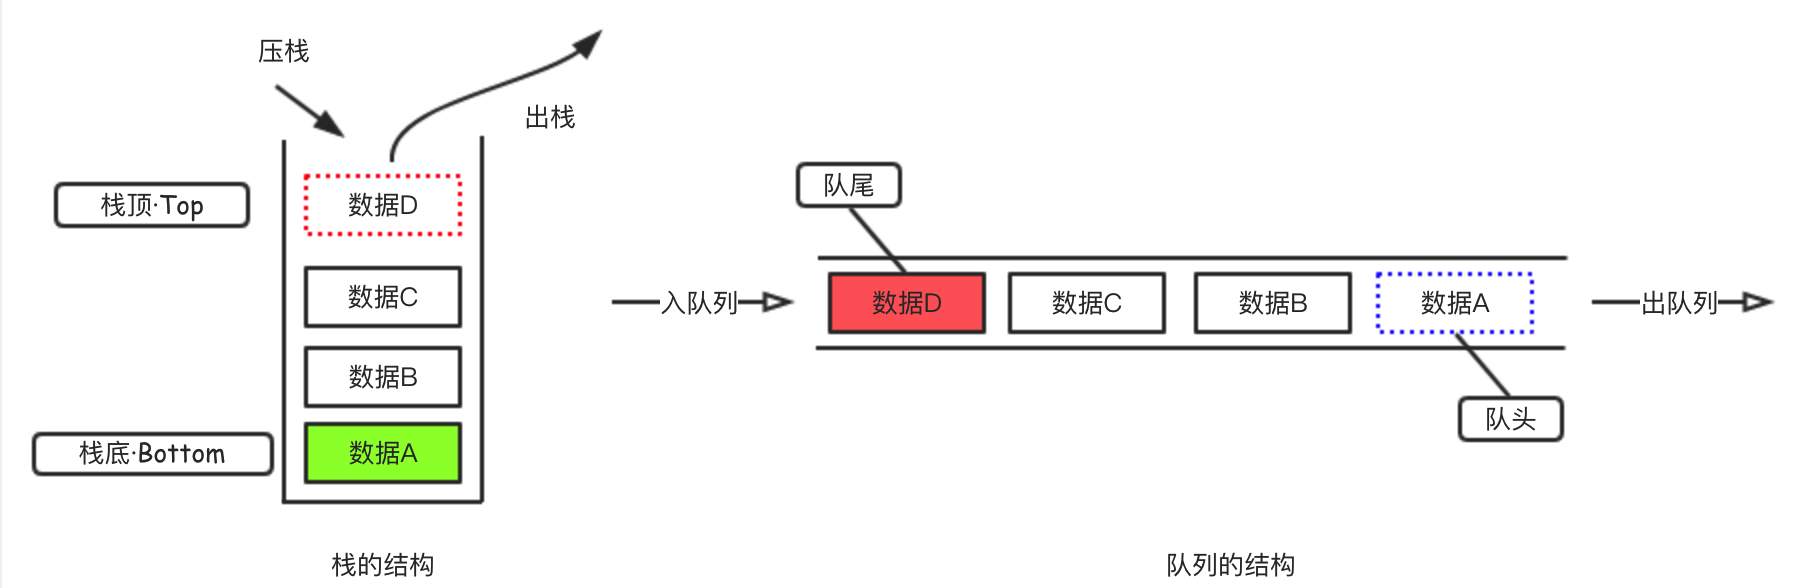 压栈
出栈
栈顶·Top
数据D
数据C
数据B
栈底·Bottom
数据A
栈的结构
队尾
入队列
数据D
数据C
数据B
数据A
出队列
队头
队列的结构